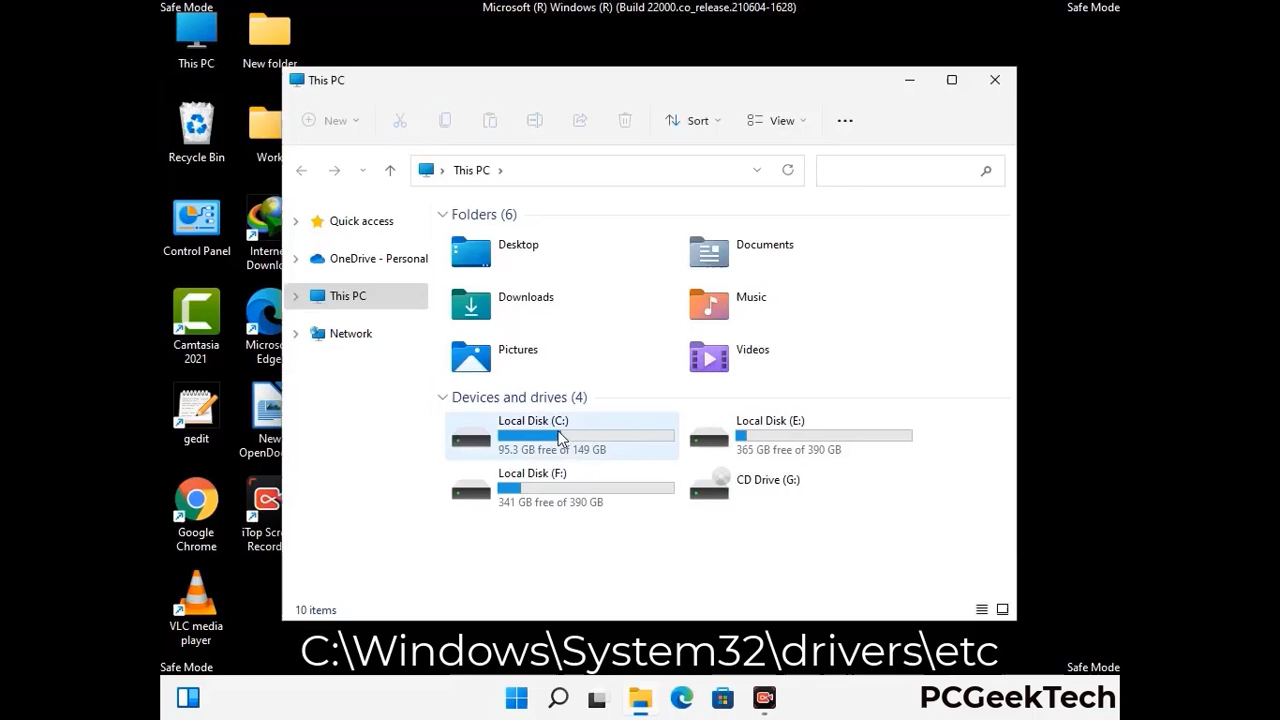 Safe Mode
Microsoft (R) Windows (R) (Build 22000.co_release.210604-1628)
Safe Mode
This PC
New folder
Recycle Bin
Work
Control Panel
Internet
Downlo...
Camtasia
2021
Micros...
Edge
gedit
New
OpenDo...
Google
Chrome
iTop Scr...
Record...
VLC media
player
This PC
New
Sort
View
This PC
Quick access
OneDrive - Personal
This PC
Network
Folders (6)
Desktop
Documents
Downloads
Music
Pictures
Videos
Devices and drives (4)
Local Disk (C:)
95.3 GB free of 149 GB
Local Disk (E:)
365 GB free of 390 GB
Local Disk (F:)
341 GB free of 390 GB
CD Drive (G:)
10 items
C:\Windows\System32\drivers\etc
Safe Mode
Safe Mode
PCGeekTech